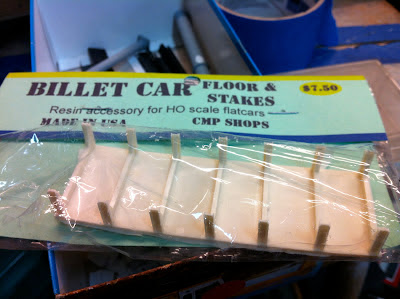 BILLET CAR FLOOR & STAKES $7.50
Resin accessory for HO scale flatcars
MADE IN USA CMP SHOPS